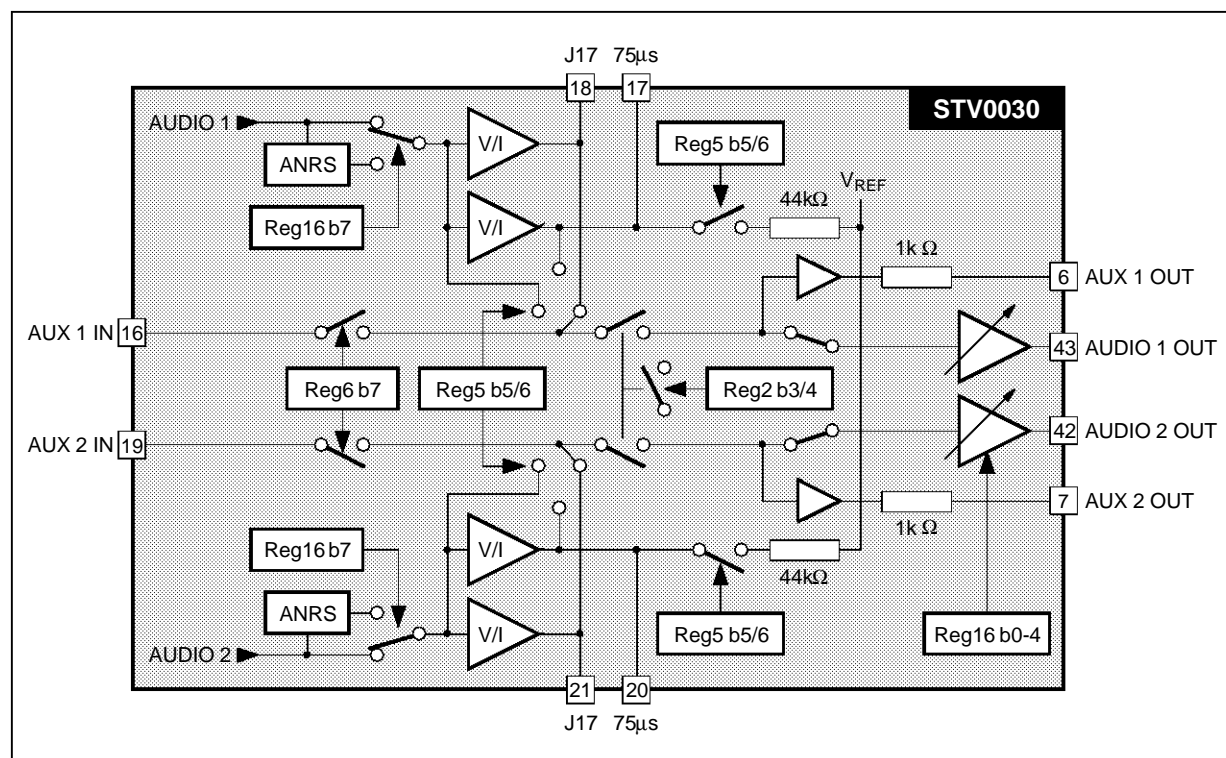 J17 75µs
18 17
STV0030
AUDIO 1
V/I
Reg5 b5/6
ANRS
VREF
44kΩ
Reg16 b7
V/I
1k Ω
6 AUX 1 OUT
AUX 1 IN 16
43 AUDIO 1 OUT
Reg6 b7
Reg5 b5/6
Reg2 b3/4
AUX 2 IN 19
42 AUDIO 2 OUT
7 AUX 2 OUT
1k Ω
Reg16 b7
V/I
44kΩ
ANRS
V/I
Reg5 b5/6
Reg16 b0-4
AUDIO 2
21 20
J17 75µs